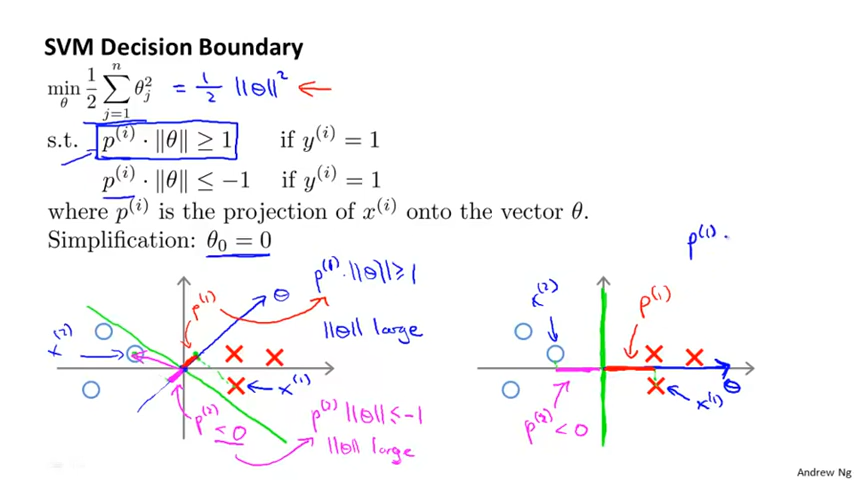 SVM Decision Boundary
min_θ 1/2 ∑_{j=1}^{n} θ_j^2 = 1/2 ||θ||^2 ←
s.t. p^(i) · ‖θ‖ ≥ 1 if y^(i) = 1
p^(i) · ‖θ‖ ≤ −1 if y^(i) = 1
where p^(i) is the projection of x^(i) onto the vector θ.
Simplification: θ_0 = 0
p^(1) · ||θ|| ≥ 1
θ
p^(1)
||θ|| large
x^(2)
x^(1)
p^(2) < 0
p^(2) ||θ|| ≤ -1
||θ|| large
p^(1) ·
x^(2)
p^(1)
θ
x^(1)
p^(2) < 0
Andrew Ng